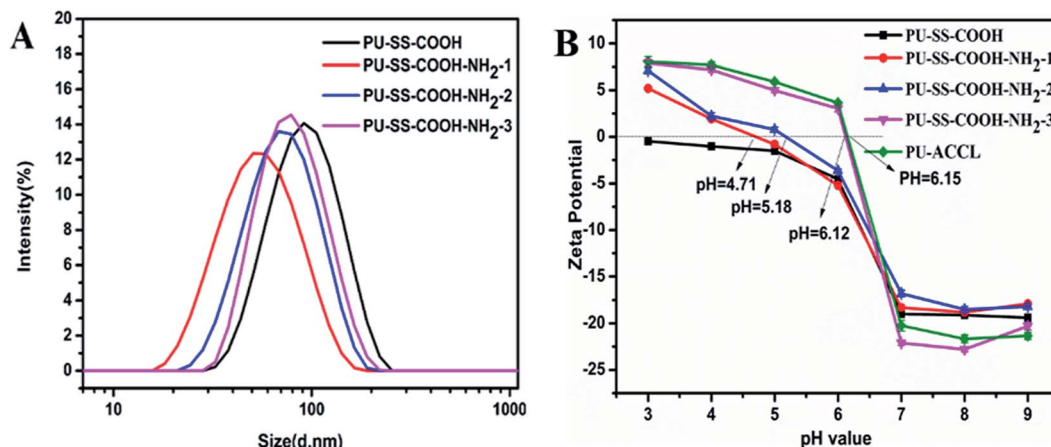 A
20
18
16
14
12
10
8
6
4
2
0
Intensity(%)
PU-SS-COOH
PU-SS-COOH-NH2-1
PU-SS-COOH-NH2-2
PU-SS-COOH-NH2-3
10
100
1000
Size(d.nm)
B
10
5
0
-5
-10
-15
-20
-25
Zeta Potential
PU-SS-COOH
PU-SS-COOH-NH2-1
PU-SS-COOH-NH2-2
PU-SS-COOH-NH2-3
PU-ACCL
pH=4.71
pH=5.18
pH=6.12
PH=6.15
3 4 5 6 7 8 9
pH value